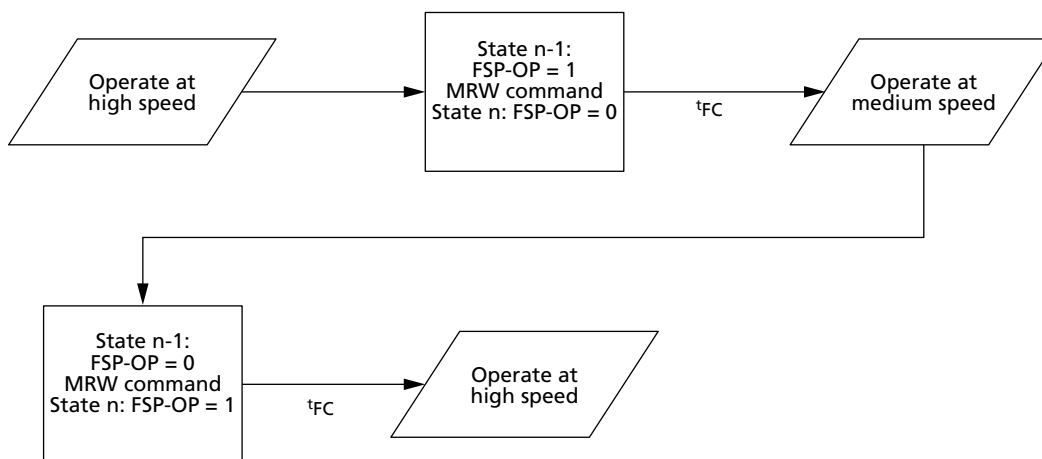 Operate at
high speed
State n-1:
FSP-OP = 1
MRW command
State n: FSP-OP = 0
tFC
Operate at
medium speed
State n-1:
FSP-OP = 0
MRW command
State n: FSP-OP = 1
tFC
Operate at
high speed